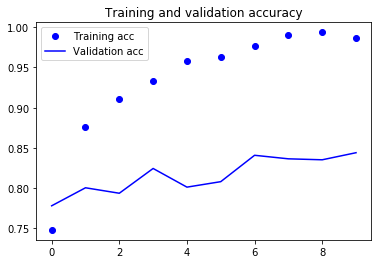 Training and validation accuracy
1.00
Training acc
Validation acc
0.95
0.90
0.85
0.80
0.75
0 2 4 6 8